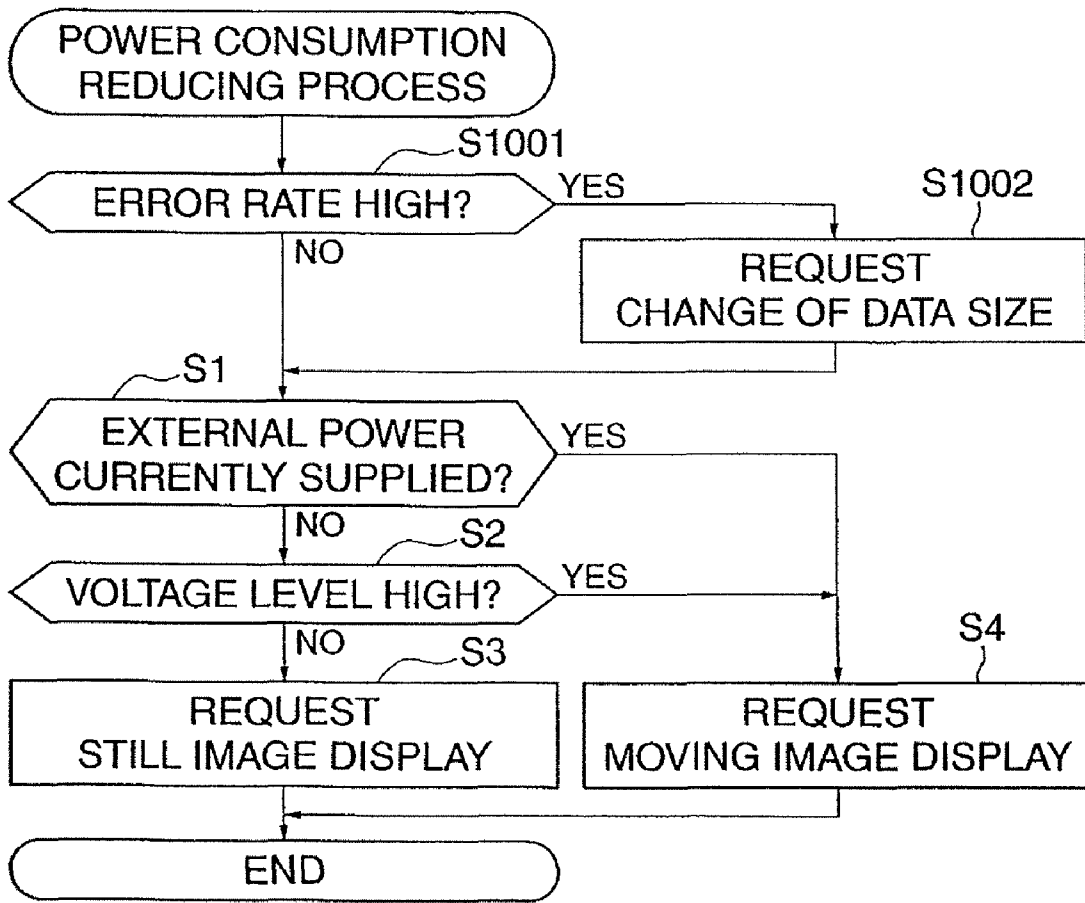 POWER CONSUMPTION
REDUCING PROCESS
S1001
ERROR RATE HIGH?
YES
NO
S1002
REQUEST
CHANGE OF DATA SIZE
S1
EXTERNAL POWER
CURRENTLY SUPPLIED?
YES
NO
S2
VOLTAGE LEVEL HIGH?
YES
NO
S3
REQUEST
STILL IMAGE DISPLAY
S4
REQUEST
MOVING IMAGE DISPLAY
END